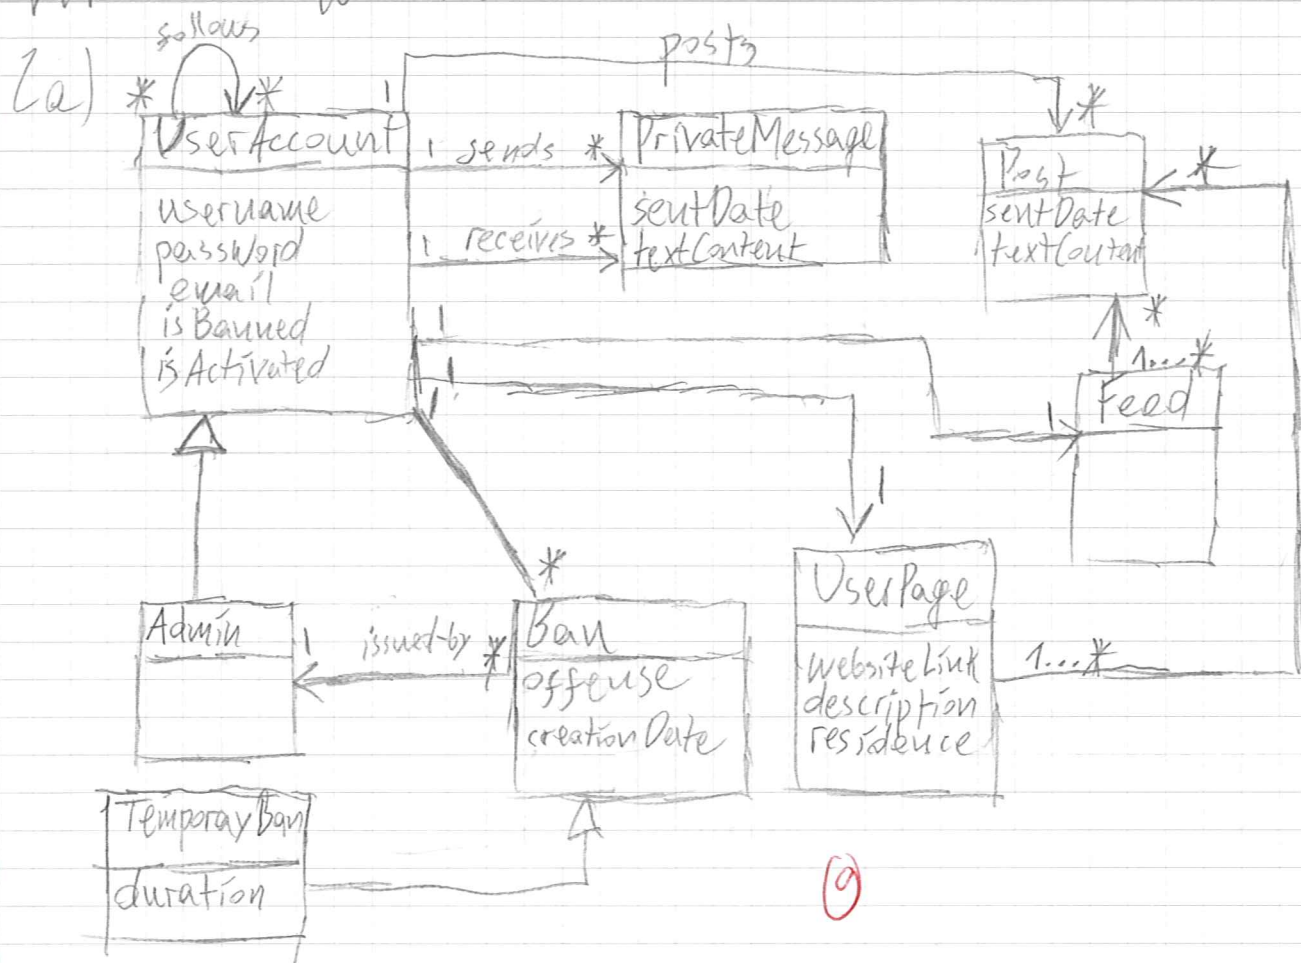 follows
2a)
* *
1
posts
*
UserAccount
username
password
email
isBanned
isActivated
1 sends *
1 receives *
PrivateMessage
sentDate
textContent
Post
sentDate
textContent
*
*
1...*
Feed
1
1
1
1
1
*
UserPage
websiteLink
description
residence
1...*
Admin
1 issued-by *
Ban
offense
creationDate
TemporayBan
duration
9